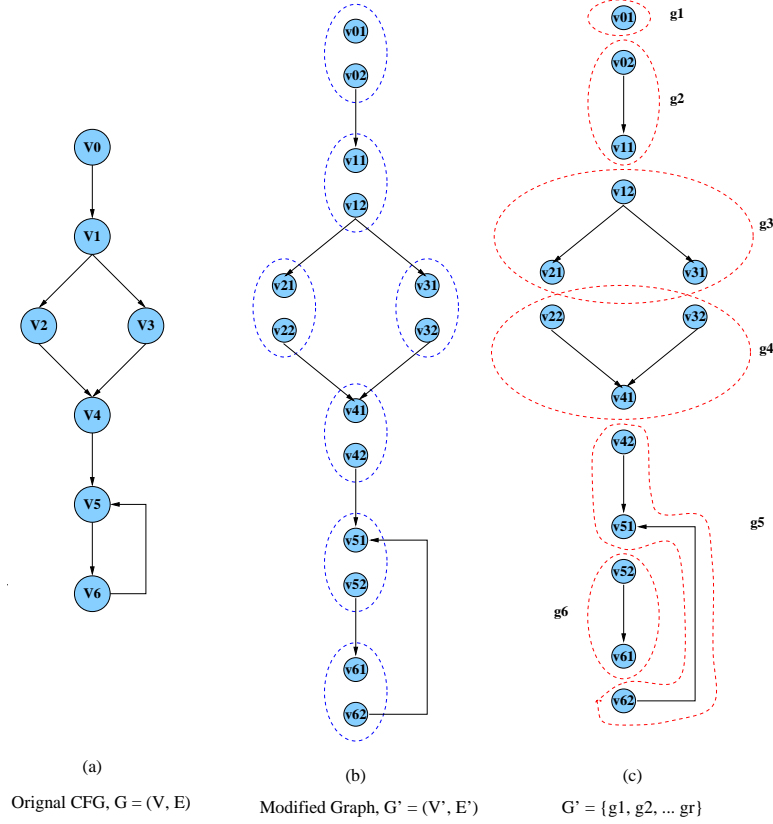 V0
V1
V2
V3
V4
V5
V6
(a)
Orignal CFG, G = (V, E)
v01
v02
v11
v12
v21
v31
v22
v32
v41
v42
v51
v52
v61
v62
(b)
Modified Graph, G' = (V', E')
v01
g1
v02
g2
v11
v12
g3
v21
v31
v22
v32
g4
v41
v42
v51
g5
v52
g6
v61
v62
(c)
G' = {g1, g2, ... gr}